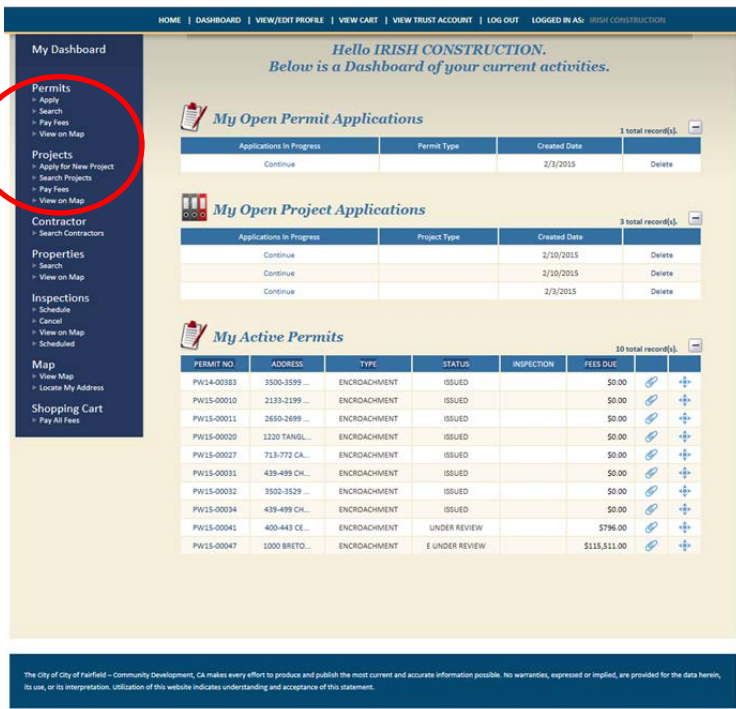 HOME | DASHBOARD | VIEW/EDIT PROFILE | VIEW CART | VIEW TRUST ACCOUNT | LOG OUT LOGGED IN AS: IRISH CONSTRUCTION
My Dashboard
Permits
Apply
Search
Pay Fees
View on Map
Projects
Apply for New Project
Search Projects
Pay Fees
View on Map
Contractor
Search Contractors
Properties
Search
View on Map
Inspections
Schedule
Cancel
View on Map
Scheduled
Map
View Map
Locate My Address
Shopping Cart
Pay All Fees
Hello IRISH CONSTRUCTION.
Below is a Dashboard of your current activities.
My Open Permit Applications
1 total record(s).
Applications In Progress Permit Type Created Date
Continue 2/3/2015 Delete
My Open Project Applications
3 total record(s).
Applications In Progress Project Type Created Date
Continue 2/10/2015 Delete
Continue 2/10/2015 Delete
Continue 2/3/2015 Delete
My Active Permits
10 total record(s).
PERMIT NO. ADDRESS TYPE STATUS INSPECTION FEES DUE
PW14-00383 3500-3599 ... ENCROACHMENT ISSUED $0.00
PW15-00010 2133-2199 ... ENCROACHMENT ISSUED $0.00
PW15-00011 2650-2699 ... ENCROACHMENT ISSUED $0.00
PW15-00020 1220 TANGL... ENCROACHMENT ISSUED $0.00
PW15-00027 713-772 CA... ENCROACHMENT ISSUED $0.00
PW15-00031 439-499 CH... ENCROACHMENT ISSUED $0.00
PW15-00032 3502-3529 ... ENCROACHMENT ISSUED $0.00
PW15-00034 439-499 CH... ENCROACHMENT ISSUED $0.00
PW15-00041 400-443 CE... ENCROACHMENT UNDER REVIEW $796.00
PW15-00047 1000 BRETO... ENCROACHMENT E UNDER REVIEW $115,511.00
The City of City of Fairfield – Community Development, CA makes every effort to produce and publish the most current and accurate information possible. No warranties, expressed or implied, are provided for the data herein,
its use, or its interpretation. Utilization of this website indicates understanding and acceptance of this statement.